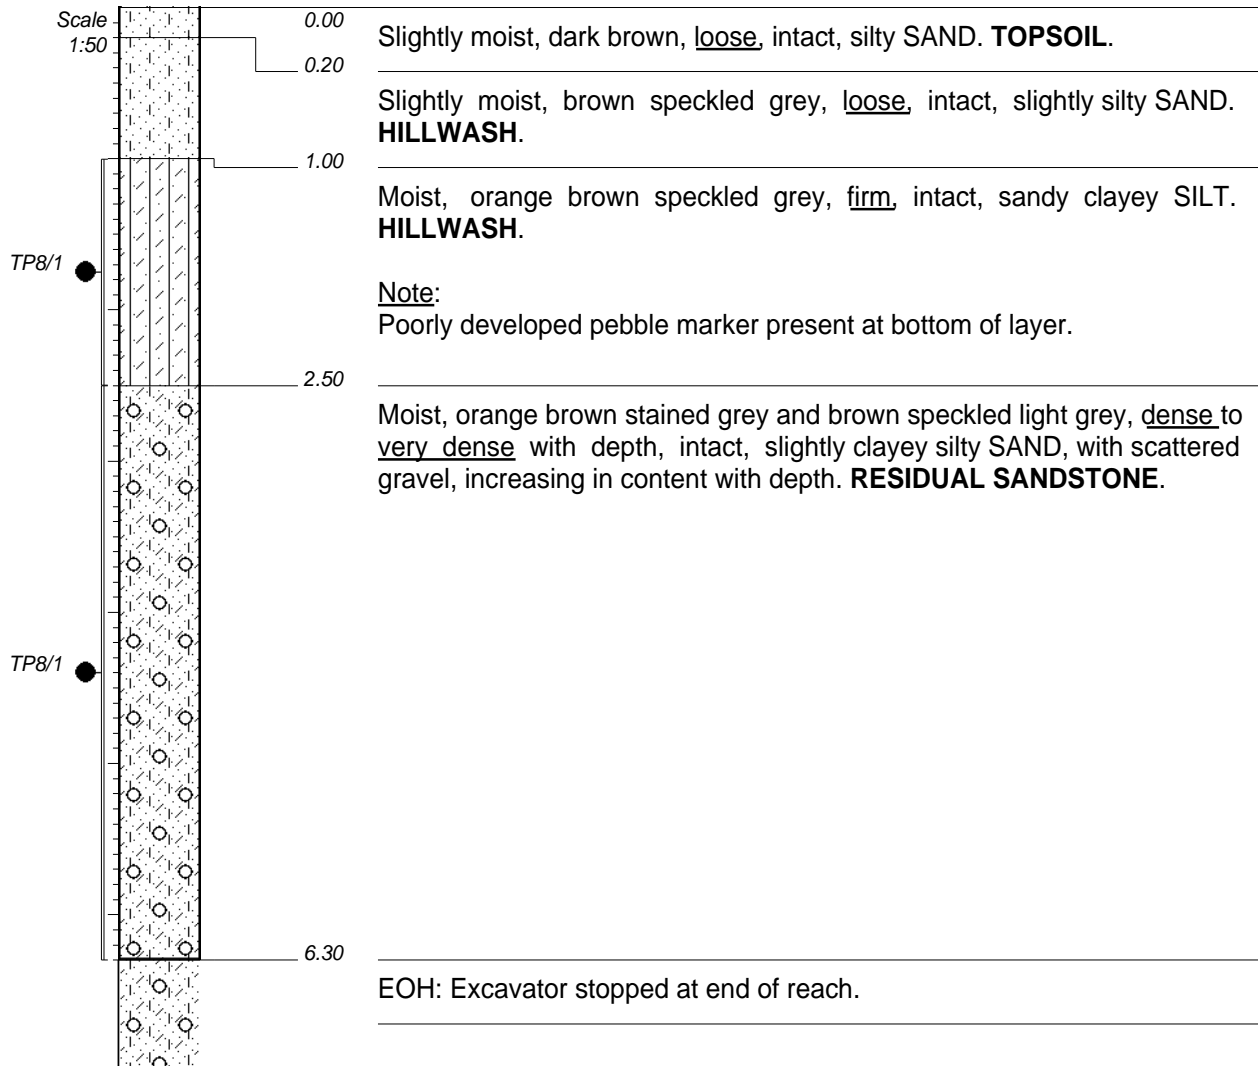 Scale
1:50
0.00
Slightly moist, dark brown, loose, intact, silty SAND. TOPSOIL.
0.20
Slightly moist, brown speckled grey, loose, intact, slightly silty SAND.
HILLWASH.
1.00
Moist, orange brown speckled grey, firm, intact, sandy clayey SILT.
HILLWASH.
TP8/1
Note:
Poorly developed pebble marker present at bottom of layer.
2.50
Moist, orange brown stained grey and brown speckled light grey, dense to
very dense with depth, intact, slightly clayey silty SAND, with scattered
gravel, increasing in content with depth. RESIDUAL SANDSTONE.
TP8/1
6.30
EOH: Excavator stopped at end of reach.